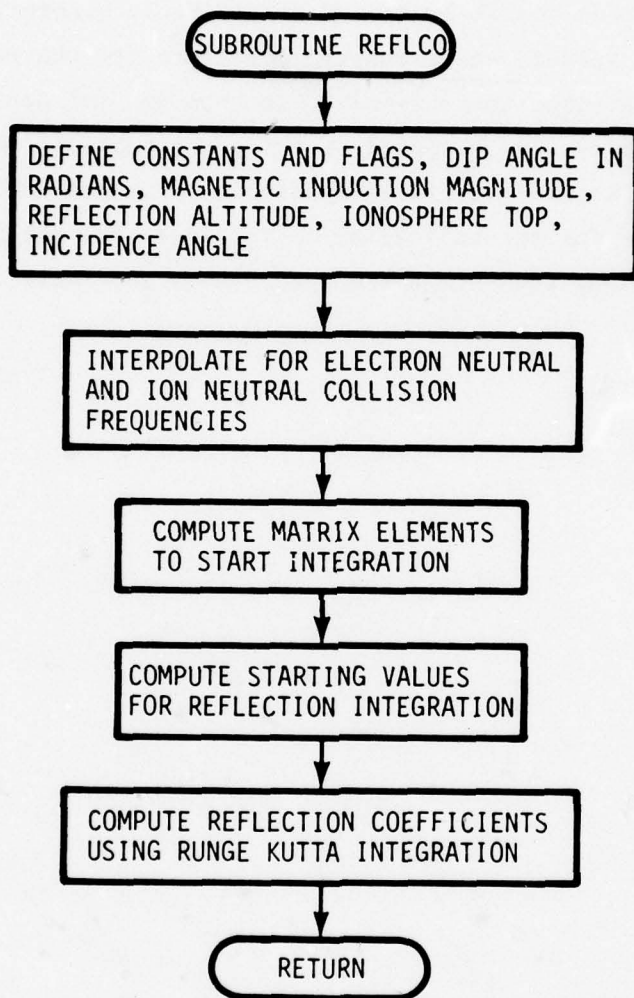 SUBROUTINE REFLCO
DEFINE CONSTANTS AND FLAGS, DIP ANGLE IN
RADIANS, MAGNETIC INDUCTION MAGNITUDE,
REFLECTION ALTITUDE, IONOSPHERE TOP,
INCIDENCE ANGLE
INTERPOLATE FOR ELECTRON NEUTRAL
AND ION NEUTRAL COLLISION
FREQUENCIES
COMPUTE MATRIX ELEMENTS
TO START INTEGRATION
COMPUTE STARTING VALUES
FOR REFLECTION INTEGRATION
COMPUTE REFLECTION COEFFICIENTS
USING RUNGE KUTTA INTEGRATION
RETURN